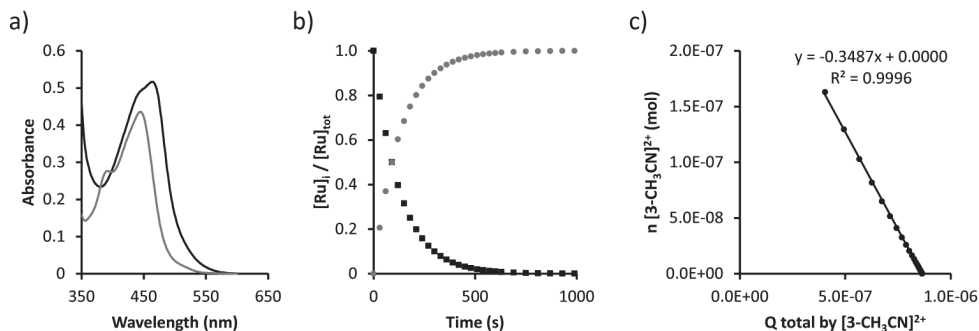 a)
0.6
0.5
0.4
0.3
0.2
0.1
0
350
450
550
650
Absorbance
Wavelength (nm)
b)
1.0
0.8
0.6
0.4
0.2
0.0
0
500
1000
[Ru]i / [Ru]tot
Time (s)
c)
2.0E-07
1.5E-07
1.0E-07
5.0E-08
0.0E+00
0.0E+00
5.0E-07
1.0E-06
y = -0.3487x + 0.0000
R² = 0.9996
n [3-CH₃CN]²⁺ (mol)
Q total by [3-CH₃CN]²⁺